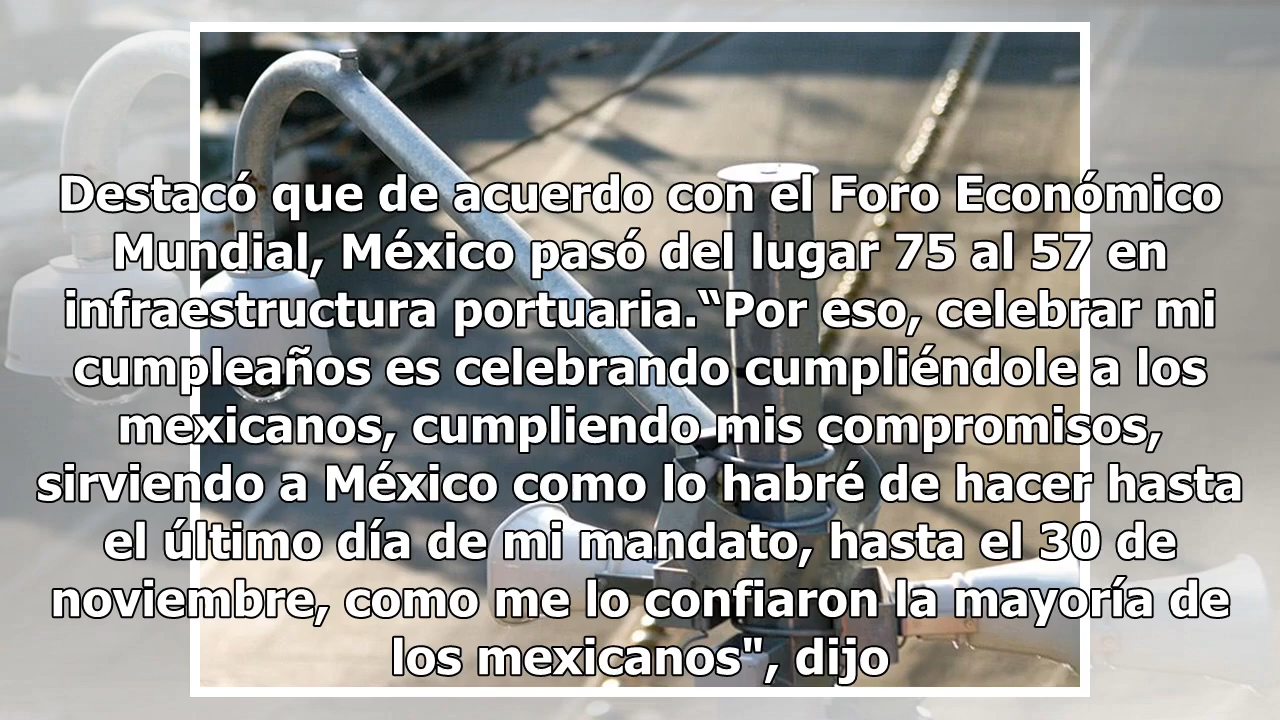 Destacó que de acuerdo con el Foro Económico
Mundial, México pasó del lugar 75 al 57 en
infraestructura portuaria.“Por eso, celebrar mi
cumpleaños es celebrando cumpliéndole a los
mexicanos, cumpliendo mis compromisos,
sirviendo a México como lo habré de hacer hasta
el último día de mi mandato, hasta el 30 de
noviembre, como me lo confiaron la mayoría de
los mexicanos", dijo